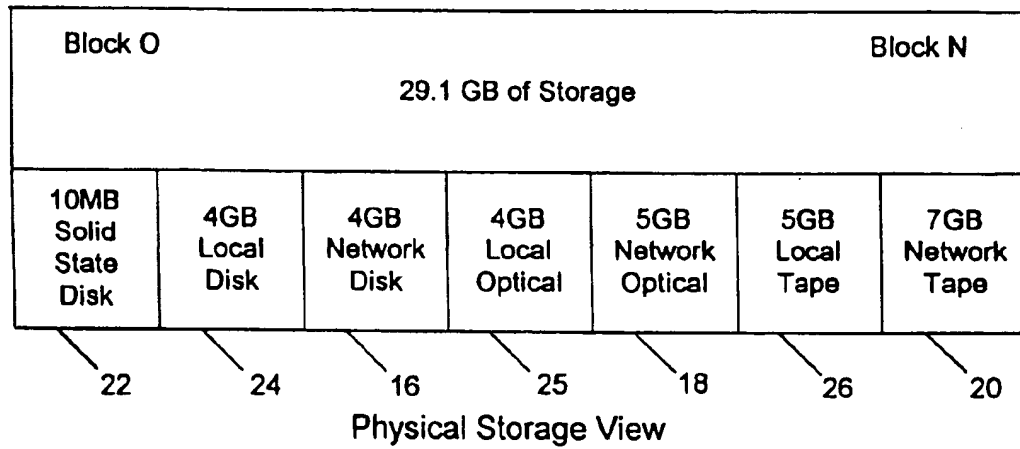 Block O
Block N
29.1 GB of Storage
10MB
Solid
State
Disk
4GB
Local
Disk
4GB
Network
Disk
4GB
Local
Optical
5GB
Network
Optical
5GB
Local
Tape
7GB
Network
Tape
22
24
16
25
18
26
20
Physical Storage View